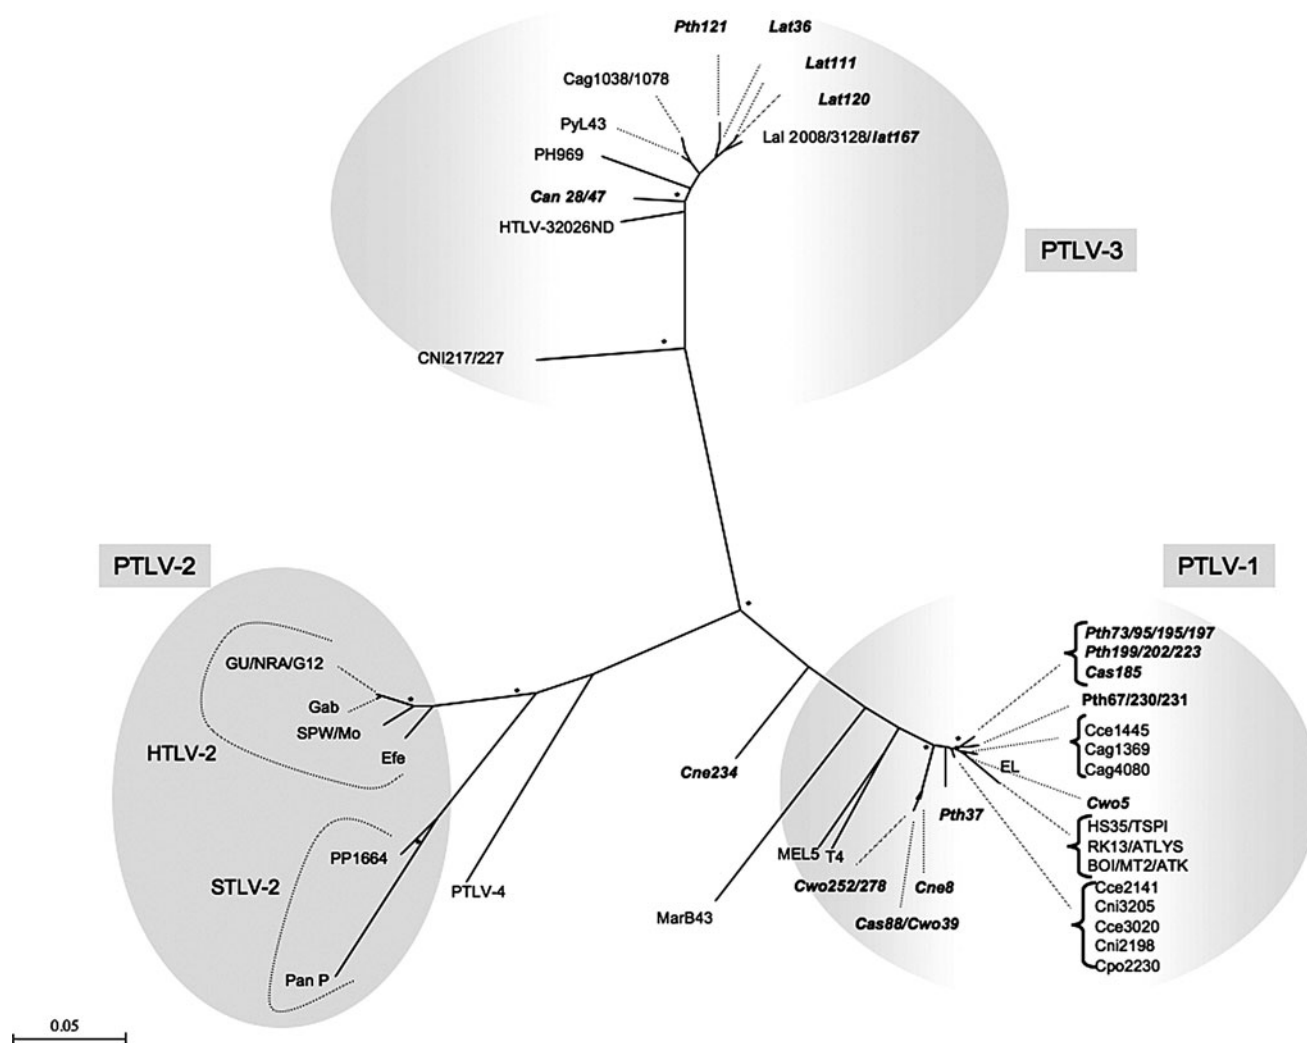 Pth121
Lat36
Lat111
Cag1038/1078
Lat120
PyL43
Lal 2008/3128/lat167
PH969
Can 28/47
HTLV-32026ND
PTLV-3
CNI217/227
PTLV-2
PTLV-1
GU/NRA/G12
Gab
SPW/Mo
HTLV-2
Efe
PP1664
STLV-2
Pan P
PTLV-4
Cne234
MarB43
MEL5
T4
Cwo252/278
Cas88/Cwo39
Cne8
Pth37
Pth73/95/195/197
Pth199/202/223
Cas185
Pth67/230/231
Cce1445
Cag1369
Cag4080
EL
Cwo5
HS35/TSPI
RK13/ATLYS
BOI/MT2/ATK
Cce2141
Cni3205
Cce3020
Cni2198
Cpo2230
0.05